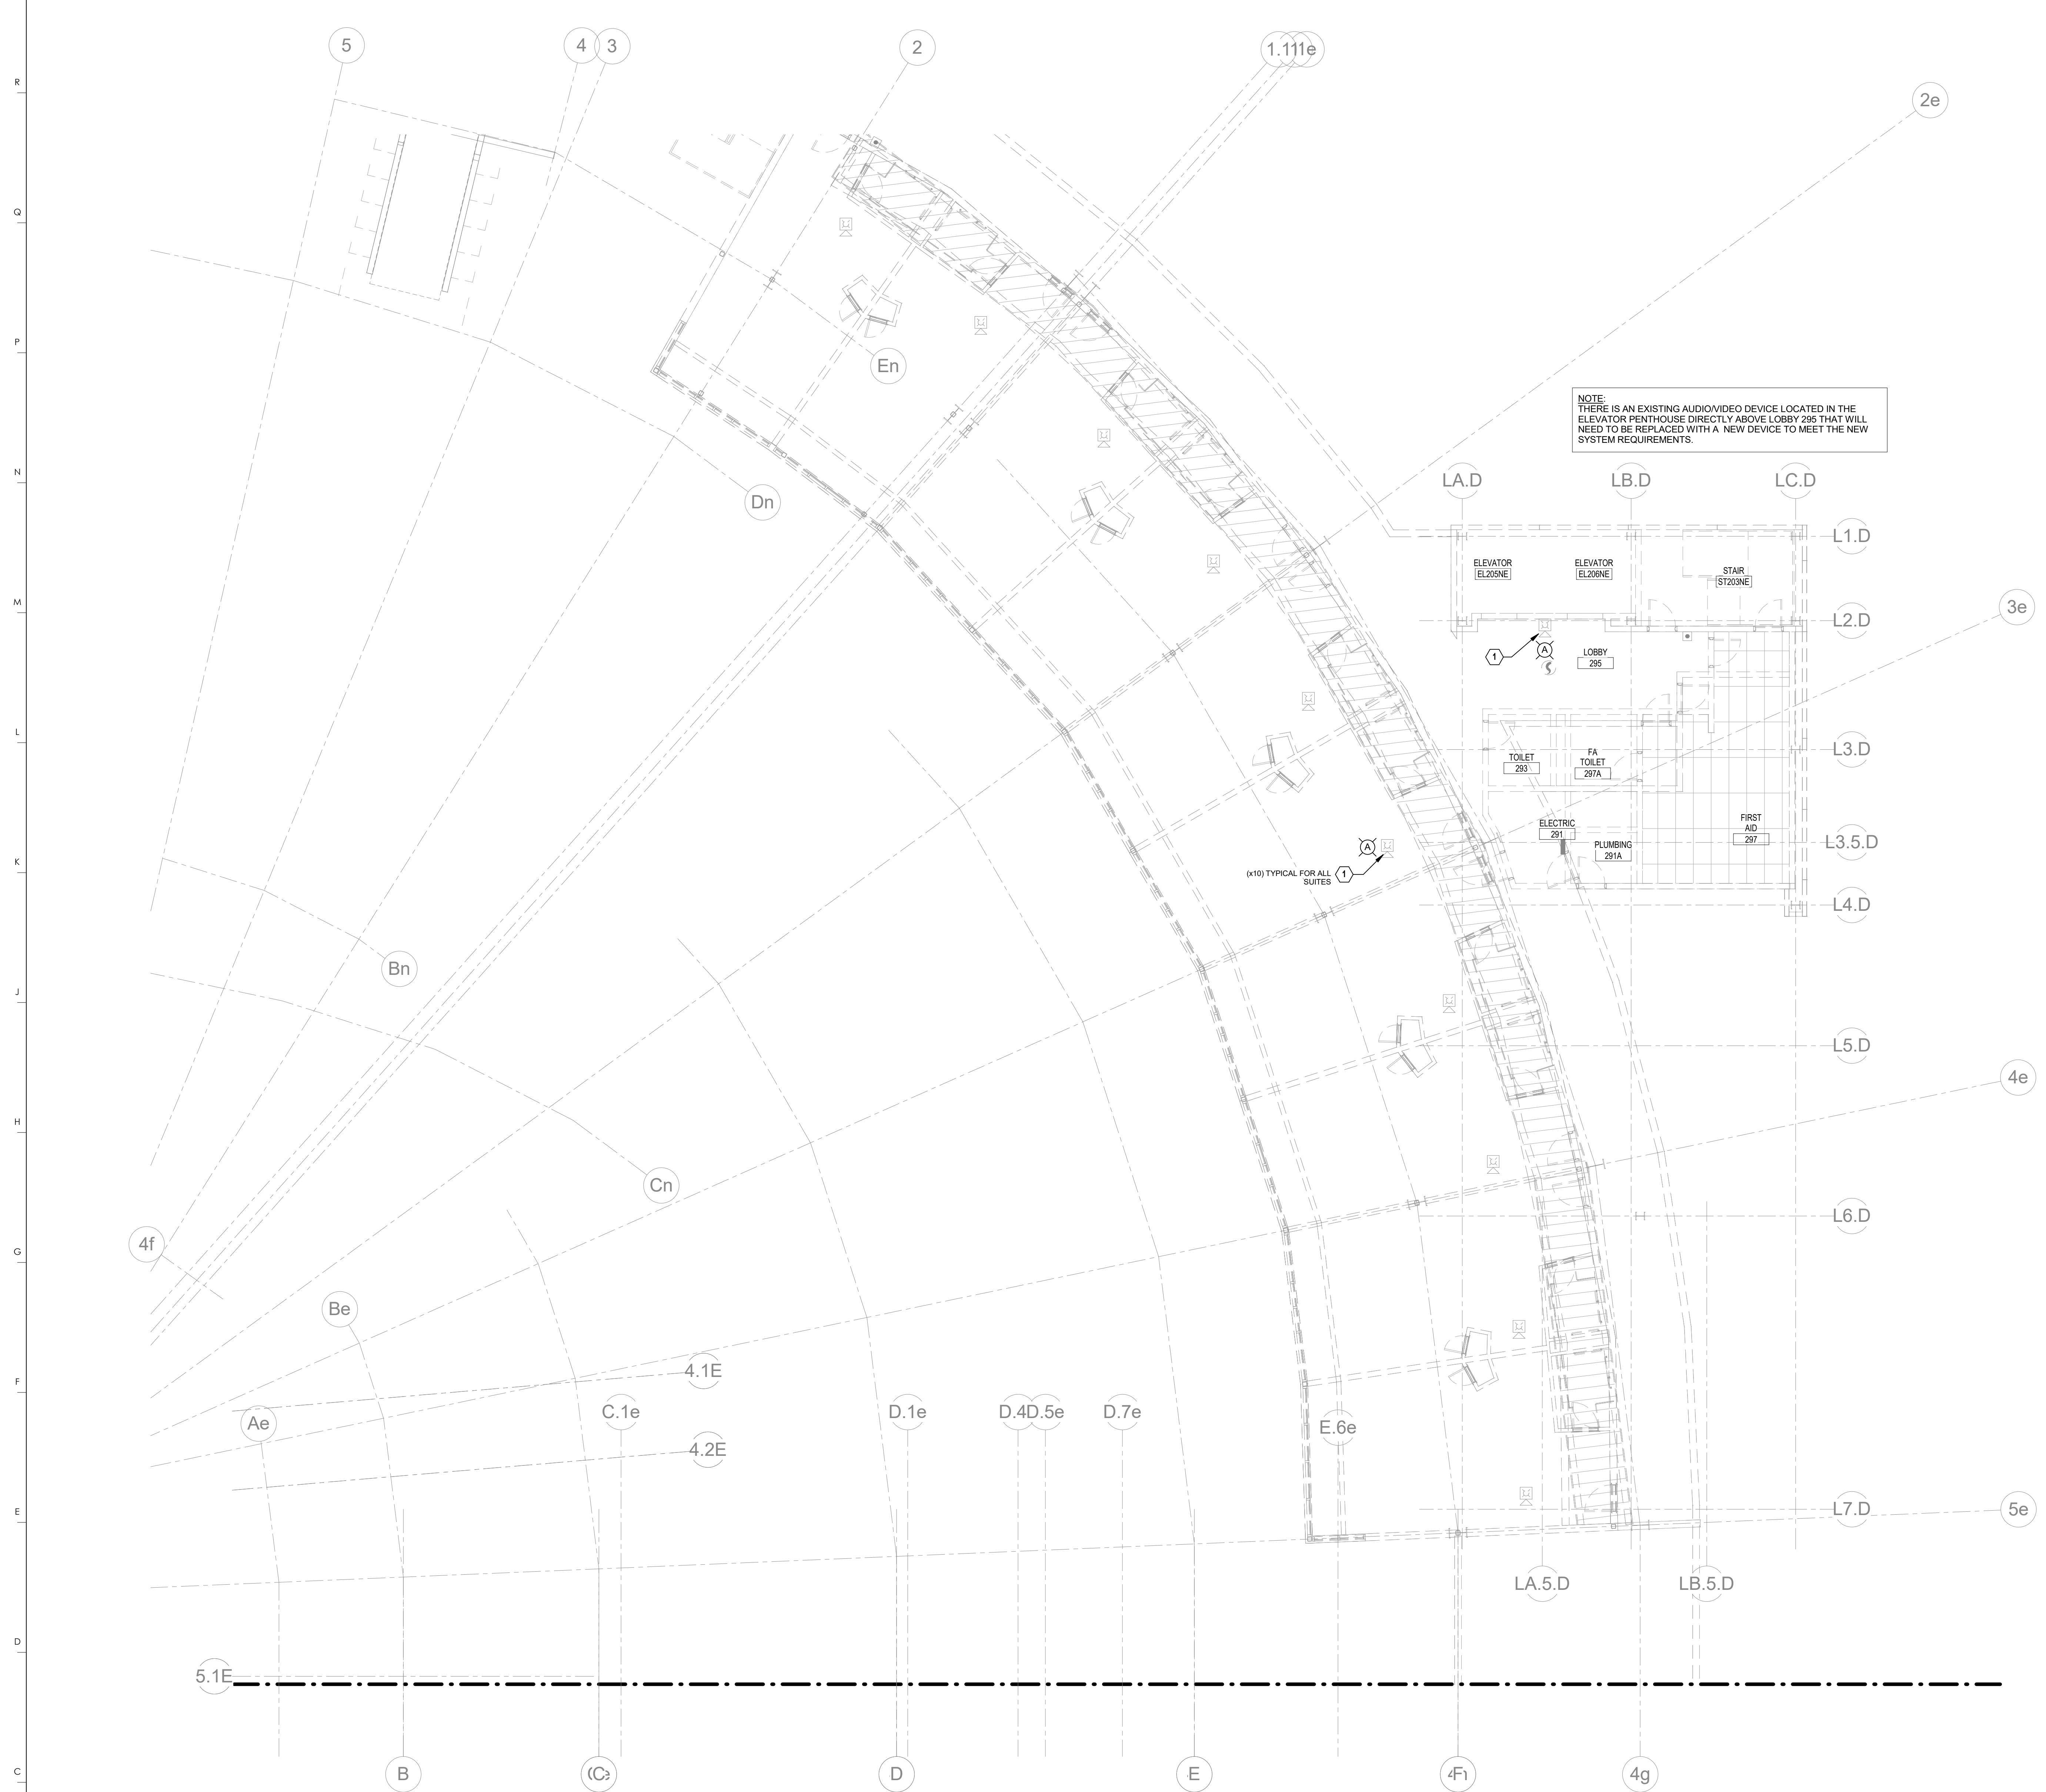 5
4
3
2
1.1
11e
2e
R
Q
P
En
NOTE:
THERE IS AN EXISTING AUDIO/VIDEO DEVICE LOCATED IN THE
ELEVATOR PENTHOUSE DIRECTLY ABOVE LOBBY 295 THAT WILL
NEED TO BE REPLACED WITH A NEW DEVICE TO MEET THE NEW
SYSTEM REQUIREMENTS.
N
Dn
LA.D
LB.D
LC.D
L1.D
ELEVATOR
EL205NE
ELEVATOR
EL206NE
STAIR
ST203NE
M
3e
L2.D
1
A
LOBBY
295
L
L3.D
TOILET
293
FA
TOILET
297A
ELECTRIC
291
PLUMBING
291A
FIRST
AID
297
L3.5.D
K
A
(x10) TYPICAL FOR ALL
SUITES
1
L4.D
Bn
J
L5.D
4e
H
Cn
L6.D
4f
G
Be
4.1E
F
Ae
C.1e
D.1e
D.4
D.5e
D.7e
E.6e
4.2E
E
L7.D
5e
LA.5.D
LB.5.D
D
5.1E
C
B
D
E
4g